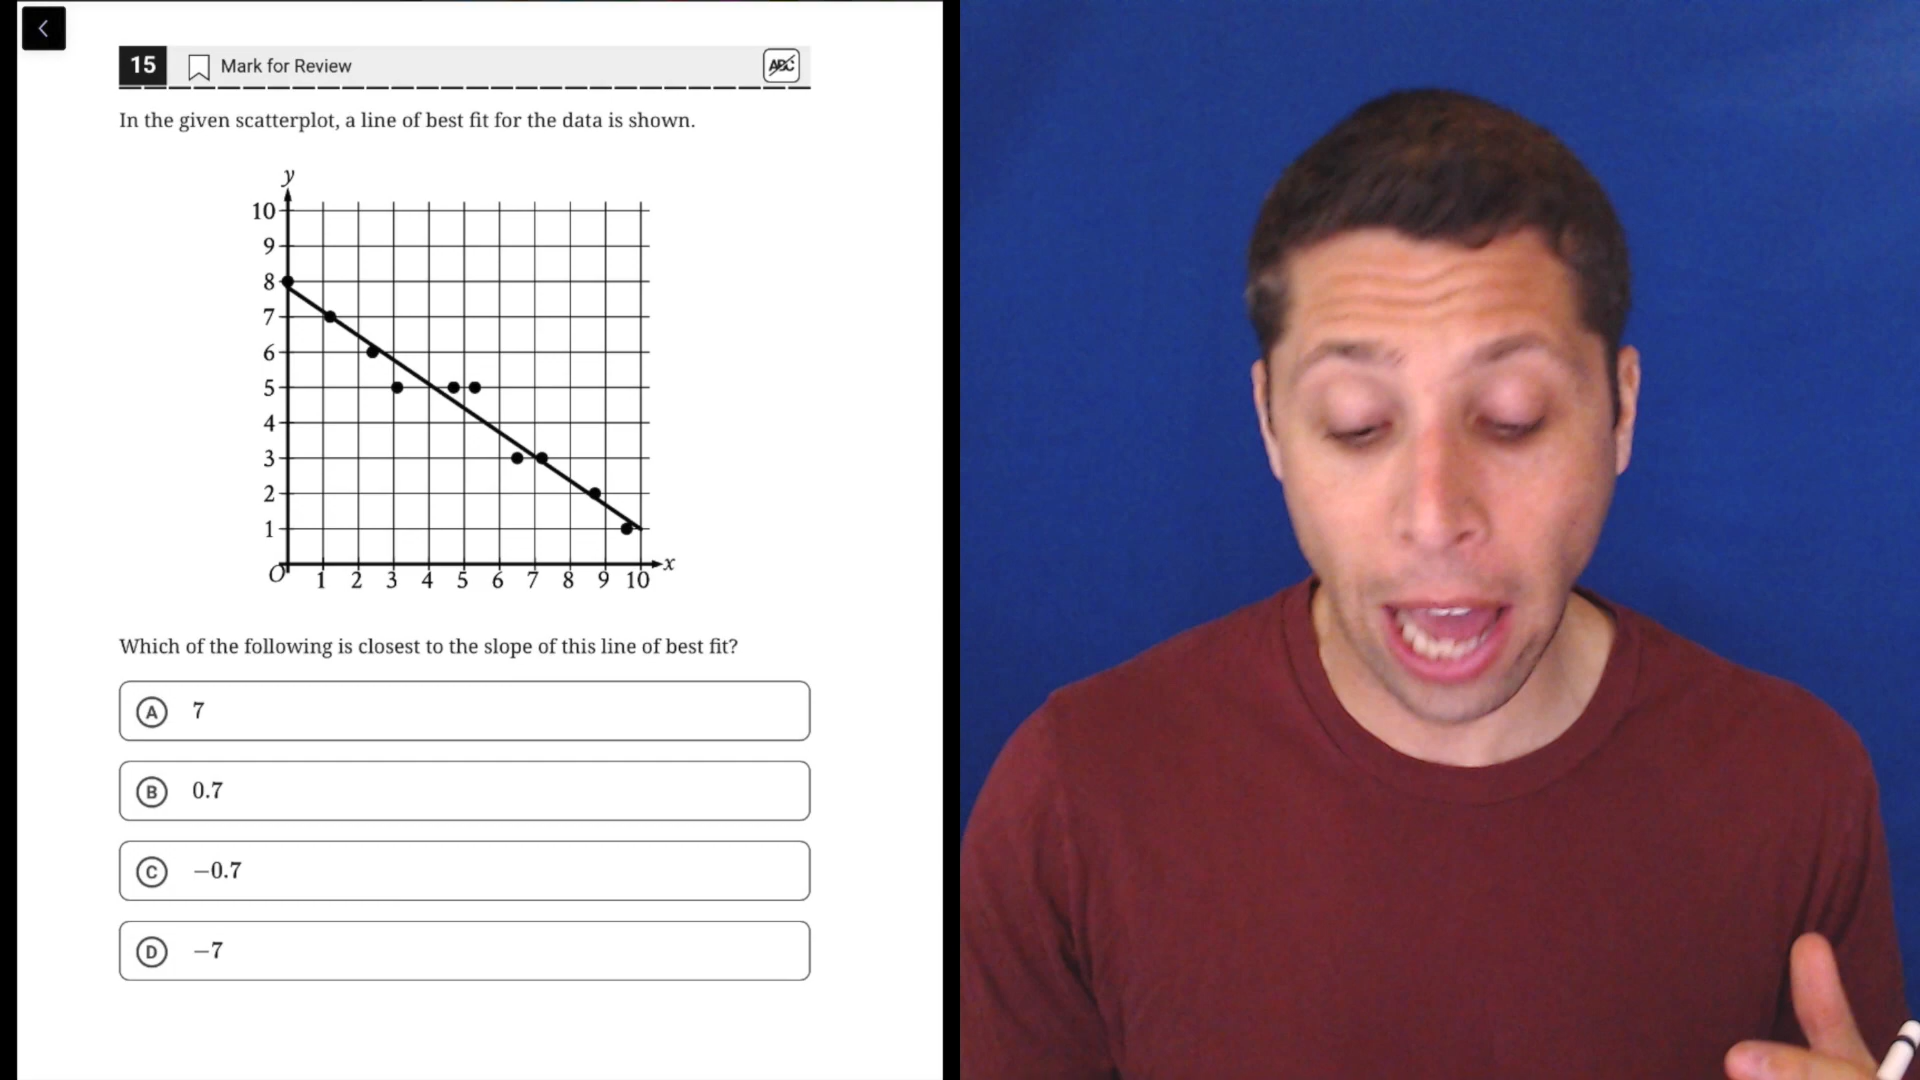 15 Mark for Review ABC
In the given scatterplot, a line of best fit for the data is shown.
y
10
9
8
7
6
5
4
3
2
1
O 1 2 3 4 5 6 7 8 9 10 x
Which of the following is closest to the slope of this line of best fit?
A 7
B 0.7
C −0.7
D −7